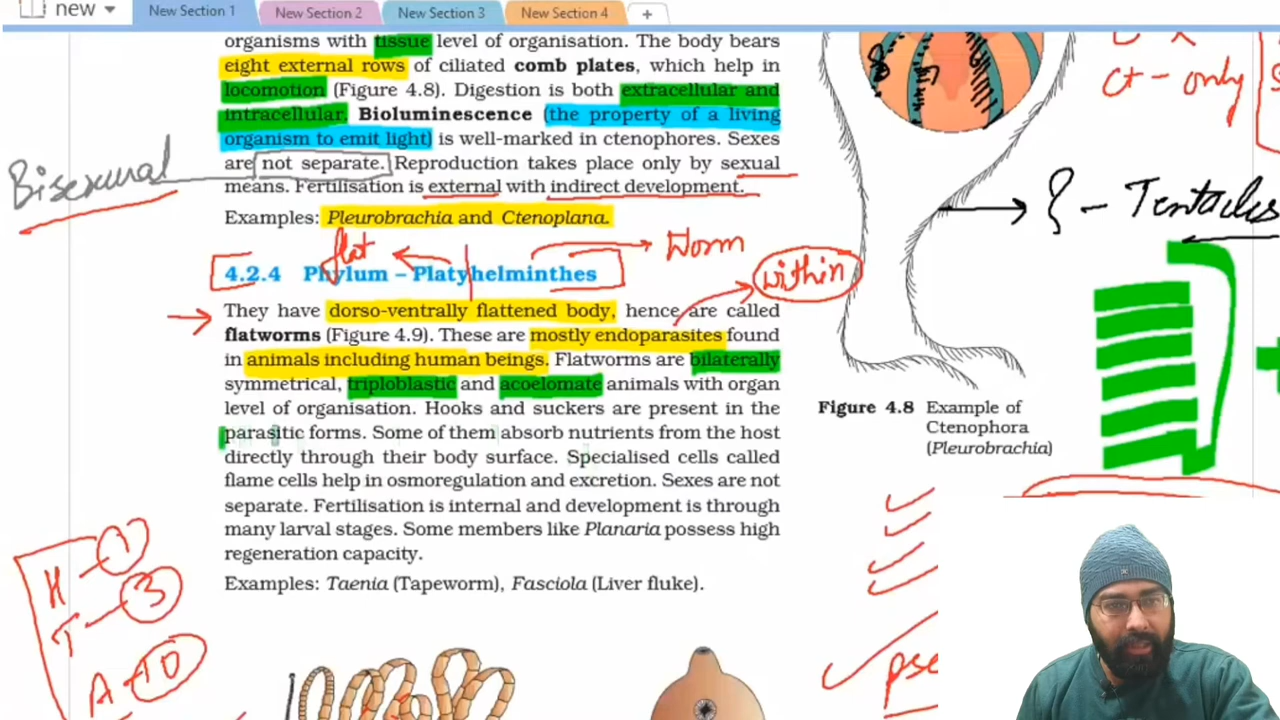 new
New Section 1
New Section 2
New Section 3
New Section 4
organisms with tissue level of organisation. The body bears
eight external rows of ciliated comb plates, which help in
locomotion (Figure 4.8). Digestion is both extracellular and
intracellular. Bioluminescence (the property of a living
organism to emit light) is well-marked in ctenophores. Sexes
are not separate. Reproduction takes place only by sexual
means. Fertilisation is external with indirect development.
Examples: Pleurobrachia and Ctenoplana.
Bisexual
flat
Worm
within
4.2.4 Phylum – Platyhelminthes
They have dorso-ventrally flattened body, hence are called
flatworms (Figure 4.9). These are mostly endoparasites found
in animals including human beings. Flatworms are bilaterally
symmetrical, triploblastic and acoelomate animals with organ
level of organisation. Hooks and suckers are present in the
parasitic forms. Some of them absorb nutrients from the host
directly through their body surface. Specialised cells called
flame cells help in osmoregulation and excretion. Sexes are not
separate. Fertilisation is internal and development is through
many larval stages. Some members like Planaria possess high
regeneration capacity.
Examples: Taenia (Tapeworm), Fasciola (Liver fluke).
H - 1
T - 3
A - 10
ct - only
- Tentacles
Figure 4.8 Example of
Ctenophora
(Pleurobrachia)